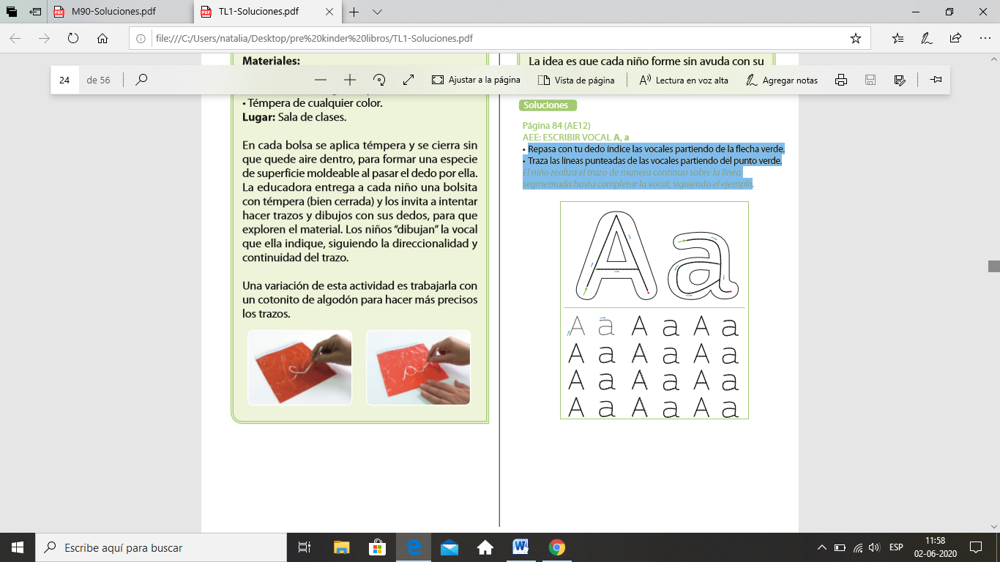 M90-Soluciones.pdf
TL1-Soluciones.pdf
file:///C:/Users/natalia/Desktop/pre%20kinder%20libros/TL1-Soluciones.pdf
24 de 56
Ajustar a la página
Vista de página
Lectura en voz alta
Agregar notas
Materiales:
• Témpera de cualquier color.
Lugar: Sala de clases.
En cada bolsa se aplica témpera y se cierra sin
que quede aire dentro, para formar una especie
de superficie moldeable al pasar el dedo por ella.
La educadora entrega a cada niño una bolsita
con témpera (bien cerrada) y los invita a intentar
hacer trazos y dibujos con sus dedos, para que
exploren el material. Los niños “dibujan” la vocal
que ella indique, siguiendo la direccionalidad y
continuidad del trazo.
Una variación de esta actividad es trabajarla con
un cotonito de algodón para hacer más precisos
los trazos.
La idea es que cada niño forme sin ayuda con su
Soluciones
Página 84 (AE12)
AEE: ESCRIBIR VOCAL A, a
• Repasa con tu dedo índice las vocales partiendo de la flecha verde.
• Traza las líneas punteadas de las vocales partiendo del punto verde.
El niño realiza el trazo de manera continua sobre la línea
segmentada hasta completar la vocal, siguiendo el ejemplo.
A a
A a A a A a
A a A a A a
A a A a A a
A a A a A a
Escribe aquí para buscar
ESP
11:58
02-06-2020